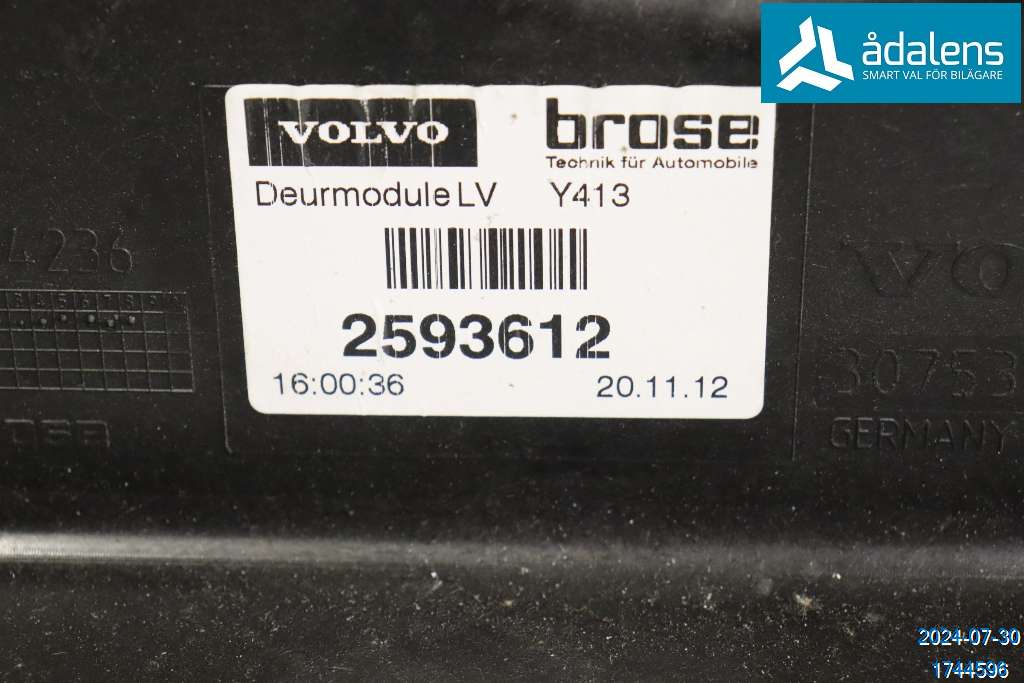 ådalens
SMART VAL FÖR BILÄGARE
VOLVO brose
Technik für Automobile
Deurmodule LV Y413
2593612
16:00:36 20.11.12
4236
VO
30753
GERMANY
2024-07-30
1744596